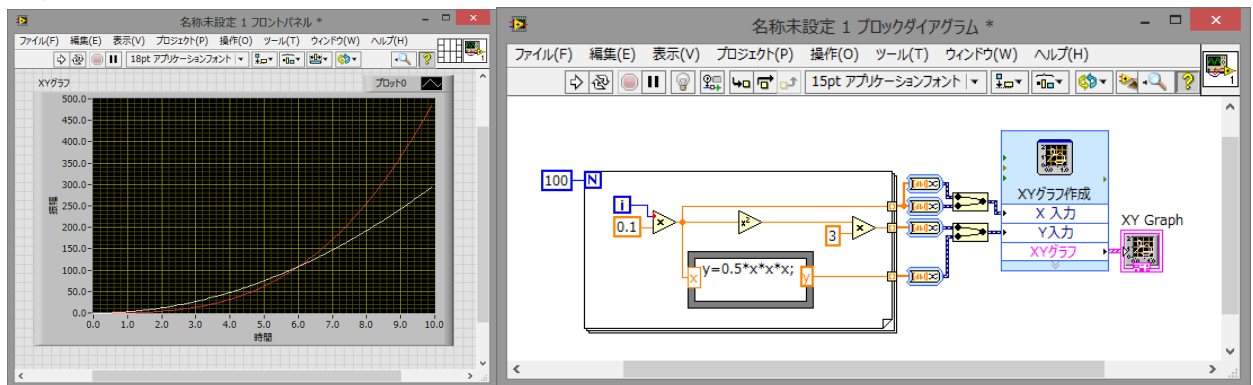 名称未設定 1 フロントパネル *
ファイル(F) 編集(E) 表示(V) プロジェクト(P) 操作(O) ツール(T) ウィンドウ(W) ヘルプ(H)
18pt アプリケーションフォント
XYグラフ
プロット0
500.0
450.0
400.0
350.0
300.0
250.0
200.0
150.0
100.0
50.0
0.0
振幅
0.0 1.0 2.0 3.0 4.0 5.0 6.0 7.0 8.0 9.0 10.0
時間
名称未設定 1 ブロックダイアグラム *
ファイル(F) 編集(E) 表示(V) プロジェクト(P) 操作(O) ツール(T) ウィンドウ(W) ヘルプ(H)
15pt アプリケーションフォント
1
100
N
i
0.1
x²
3
x
y=0.5*x*x*x;
y
XYグラフ作成
X 入力
Y入力
XYグラフ
XY Graph